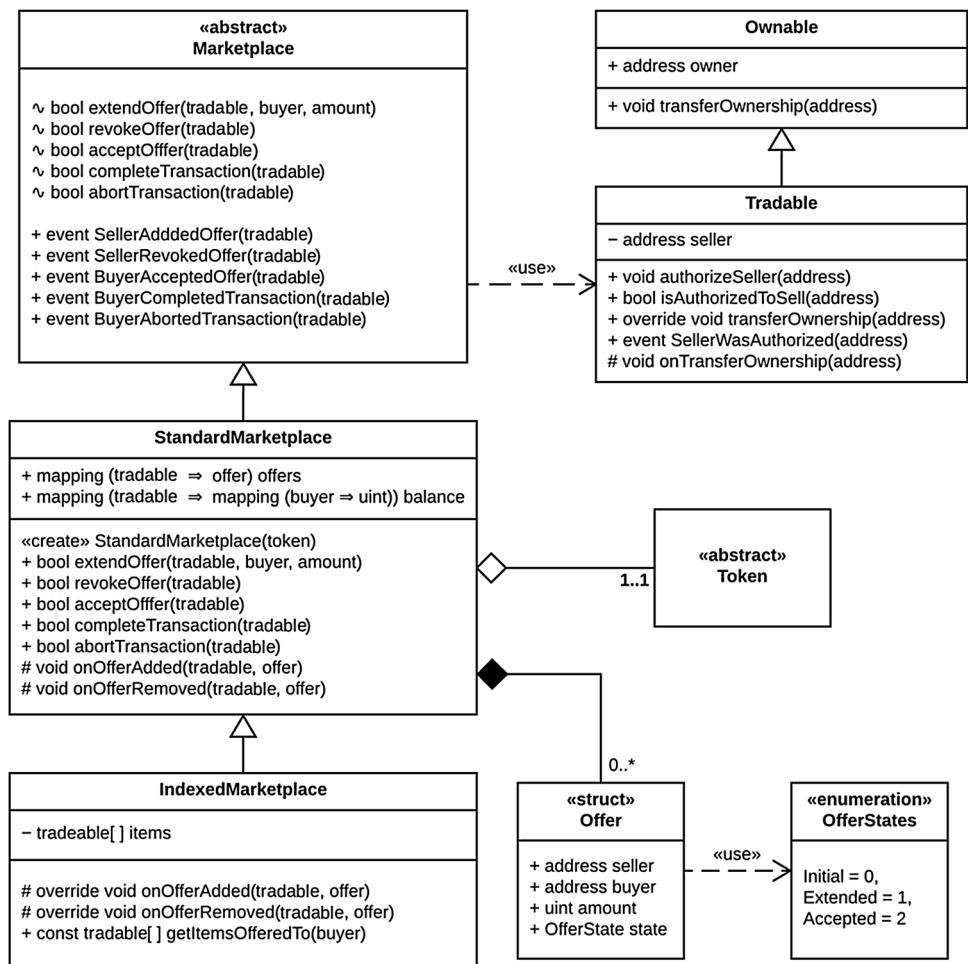 «abstract»
Marketplace
∿ bool extendOffer(tradable, buyer, amount)
∿ bool revokeOffer(tradable)
∿ bool acceptOfffer(tradable)
∿ bool completeTransaction(tradable)
∿ bool abortTransaction(tradable)
+ event SellerAdddedOffer(tradable)
+ event SellerRevokedOffer(tradable)
+ event BuyerAcceptedOffer(tradable)
+ event BuyerCompletedTransaction(tradable)
+ event BuyerAbortedTransaction(tradable)
«use»
Ownable
+ address owner
+ void transferOwnership(address)
Tradable
− address seller
+ void authorizeSeller(address)
+ bool isAuthorizedToSell(address)
+ override void transferOwnership(address)
+ event SellerWasAuthorized(address)
# void onTransferOwnership(address)
StandardMarketplace
+ mapping (tradable ⇒ offer) offers
+ mapping (tradable ⇒ mapping (buyer ⇒ uint)) balance
«create» StandardMarketplace(token)
+ bool extendOffer(tradable, buyer, amount)
+ bool revokeOffer(tradable)
+ bool acceptOfffer(tradable)
+ bool completeTransaction(tradable)
+ bool abortTransaction(tradable)
# void onOfferAdded(tradable, offer)
# void onOfferRemoved(tradable, offer)
1..1
«abstract»
Token
0..*
IndexedMarketplace
− tradeable[ ] items
# override void onOfferAdded(tradable, offer)
# override void onOfferRemoved(tradable, offer)
+ const tradable[ ] getItemsOfferedTo(buyer)
«struct»
Offer
+ address seller
+ address buyer
+ uint amount
+ OfferState state
«use»
«enumeration»
OfferStates
Initial = 0,
Extended = 1,
Accepted = 2